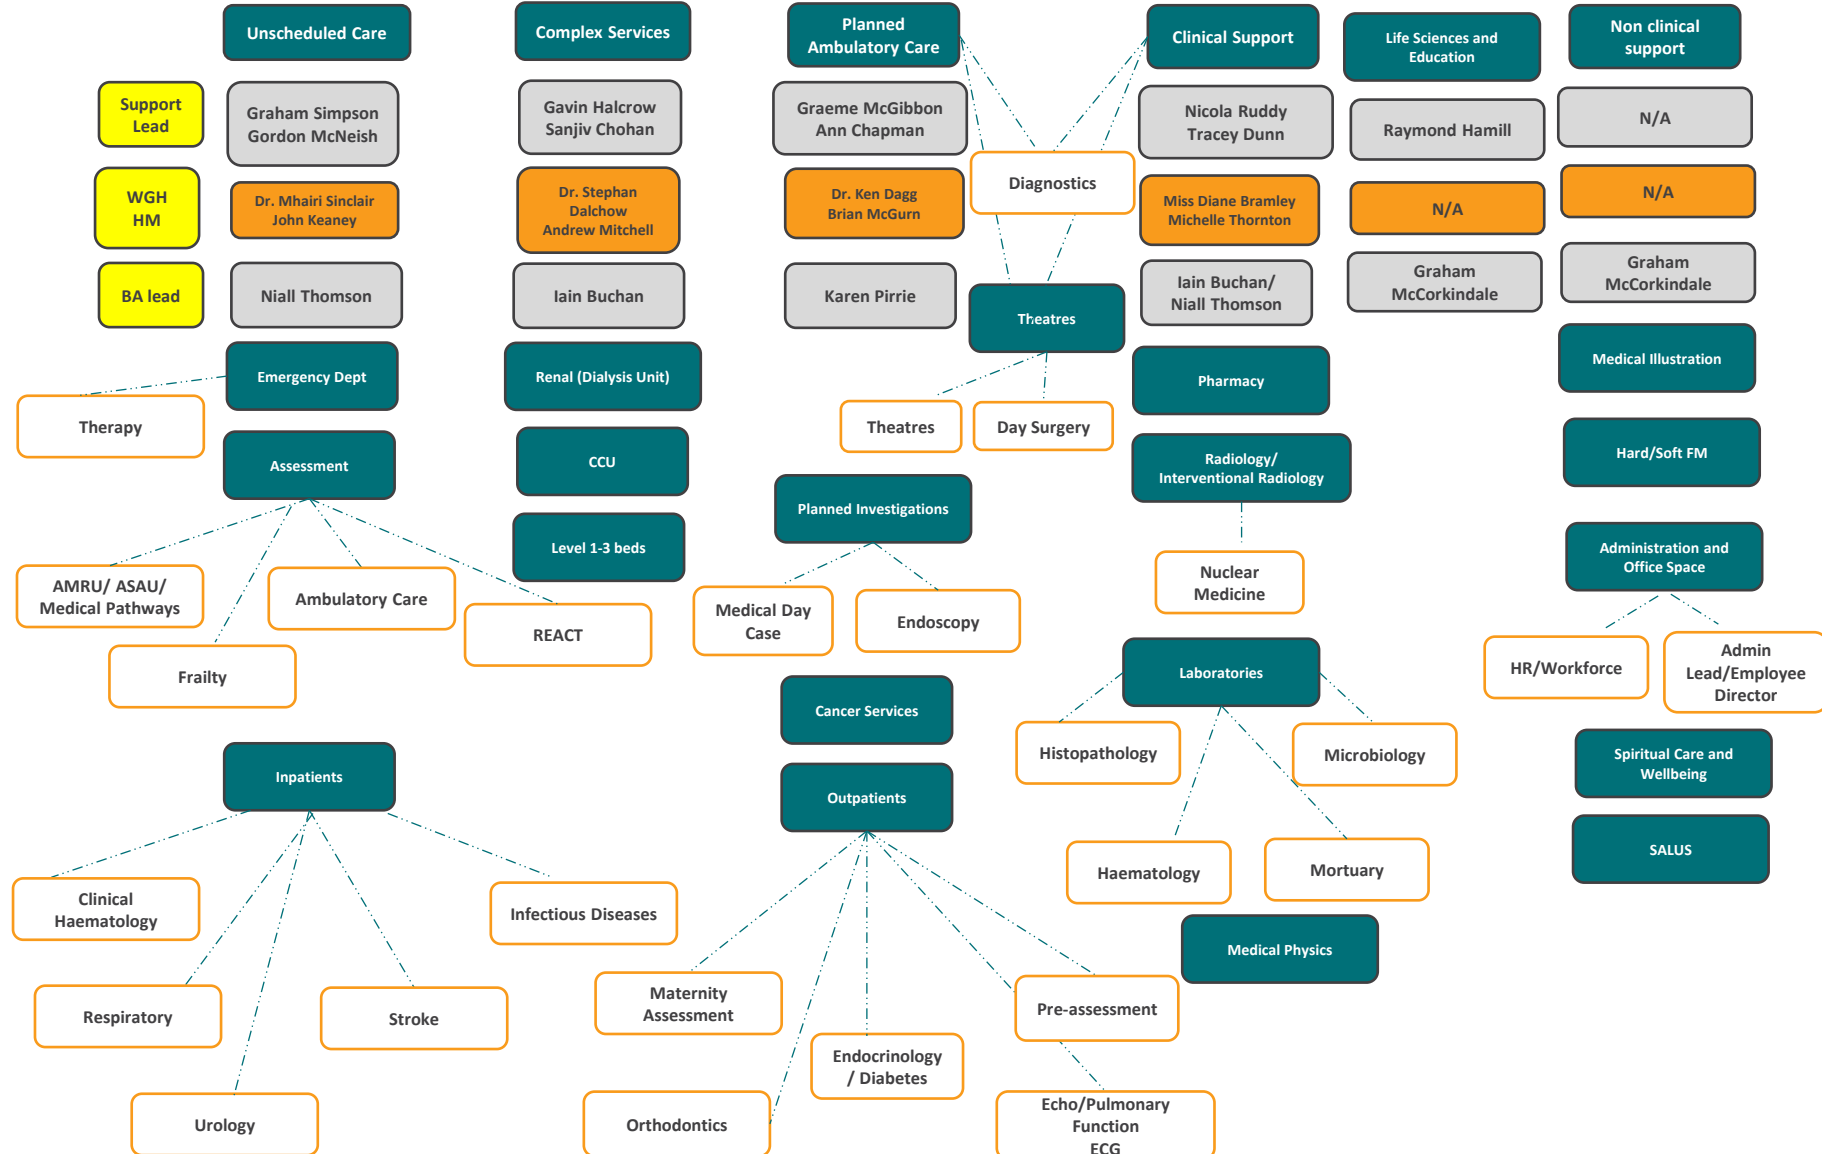 Unscheduled Care
Complex Services
Planned
Ambulatory Care
Clinical Support
Life Sciences and
Education
Non clinical
support
Support
Lead
Graham Simpson
Gordon McNeish
Gavin Halcrow
Sanjiv Chohan
Graeme McGibbon
Ann Chapman
Nicola Ruddy
Tracey Dunn
Raymond Hamill
N/A
Diagnostics
WGH
HM
Dr. Mhairi Sinclair
John Keaney
Dr. Stephan
Dalchow
Andrew Mitchell
Dr. Ken Dagg
Brian McGurn
Miss Diane Bramley
Michelle Thornton
N/A
N/A
BA lead
Niall Thomson
Iain Buchan
Karen Pirrie
Iain Buchan/
Niall Thomson
Graham
McCorkindale
Graham
McCorkindale
Theatres
Emergency Dept
Renal (Dialysis Unit)
Pharmacy
Medical Illustration
Therapy
Theatres
Day Surgery
Assessment
CCU
Radiology/
Interventional Radiology
Hard/Soft FM
Planned Investigations
Level 1-3 beds
Administration and
Office Space
AMRU/ ASAU/
Medical Pathways
Ambulatory Care
REACT
Frailty
Medical Day
Case
Endoscopy
Nuclear
Medicine
Laboratories
HR/Workforce
Admin
Lead/Employee
Director
Cancer Services
Histopathology
Microbiology
Spiritual Care and
Wellbeing
Inpatients
Outpatients
Haematology
Mortuary
SALUS
Clinical
Haematology
Infectious Diseases
Medical Physics
Respiratory
Stroke
Maternity
Assessment
Pre-assessment
Endocrinology
/ Diabetes
Urology
Orthodontics
Echo/Pulmonary
Function
ECG